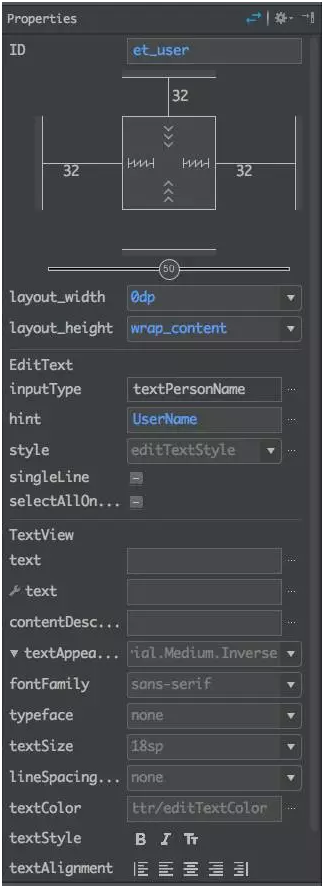 Properties
ID et_user
32
32 32
50
layout_width 0dp
layout_height wrap_content
EditText
inputType textPersonName ...
hint UserName ...
style editTextStyle ...
singleLine
selectAllOn...
TextView
text ...
text ...
contentDesc... ...
textAppea... rial.Medium.Inverse
fontFamily sans-serif
typeface none
textSize 18sp
lineSpacing... none
textColor ttr/editTextColor ...
textStyle B I Tr
textAlignment